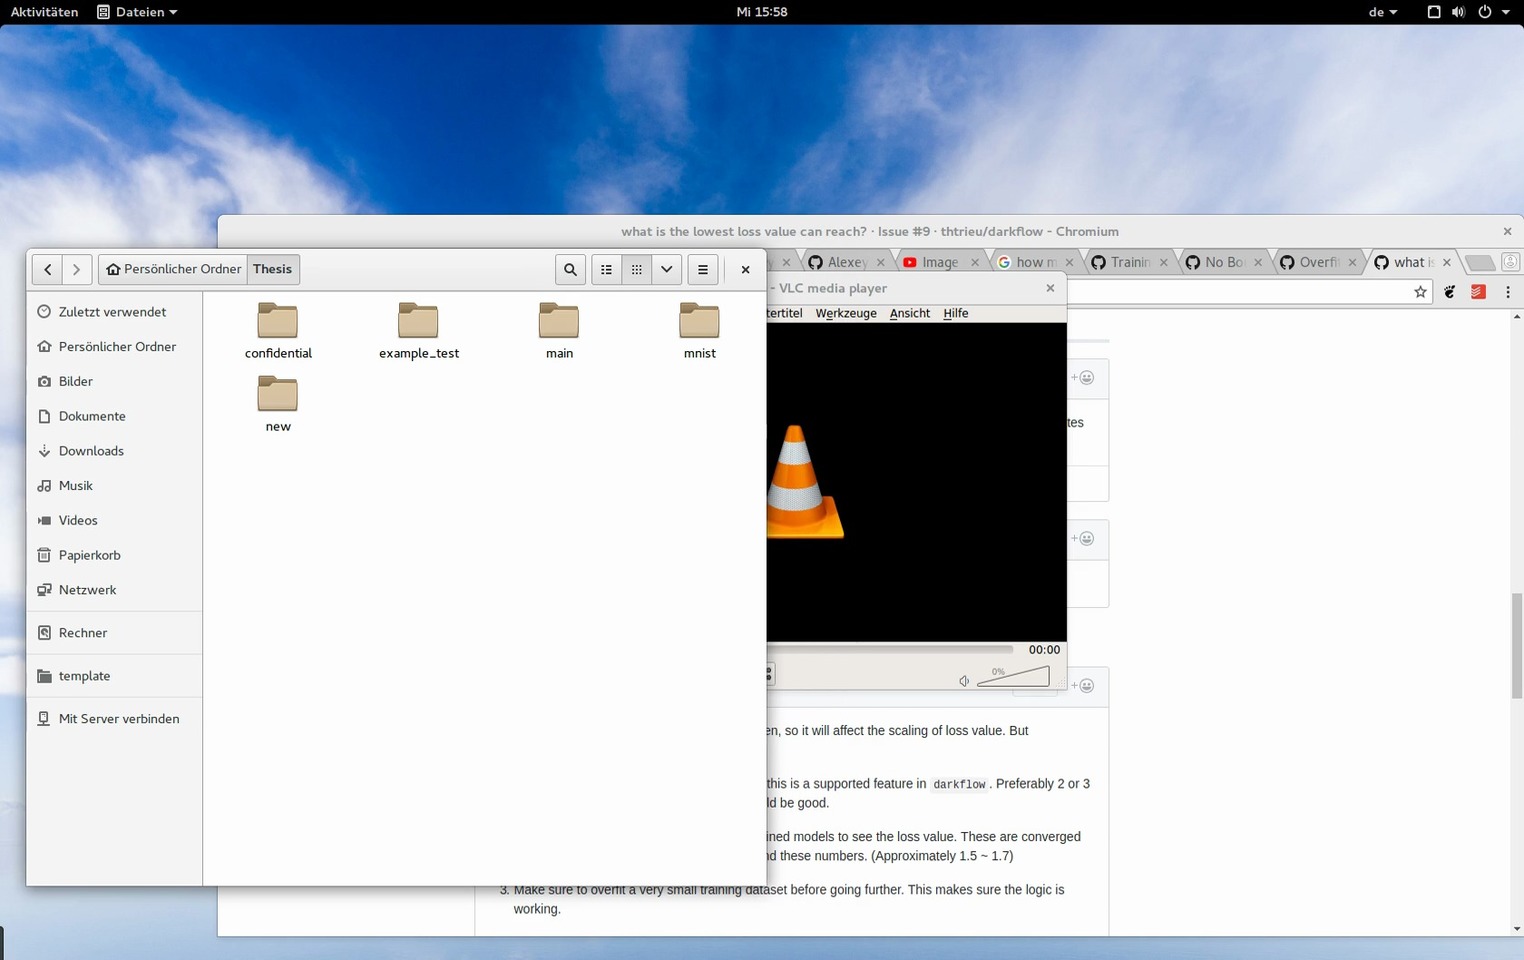 Aktivitäten Dateien Mi 15:58 de
what is the lowest loss value can reach? · Issue #9 · thtrieu/darkflow - Chromium
Alexey Image how m Trainin No Bo Overfi what is
Persönlicher Ordner Thesis
- VLC media player
Werkzeuge Ansicht Hilfe
Zuletzt verwendet
Persönlicher Ordner
Bilder
Dokumente
Downloads
Musik
Videos
Papierkorb
Netzwerk
Rechner
template
Mit Server verbinden
confidential example_test main mnist
new
00:00
0%
so it will affect the scaling of loss value. But
this is a supported feature in darkflow. Preferably 2 or 3
be good.
models to see the loss value. These are converged
these numbers. (Approximately 1.5 ~ 1.7)
3. Make sure to overfit a very small training dataset before going further. This makes sure the logic is
working.